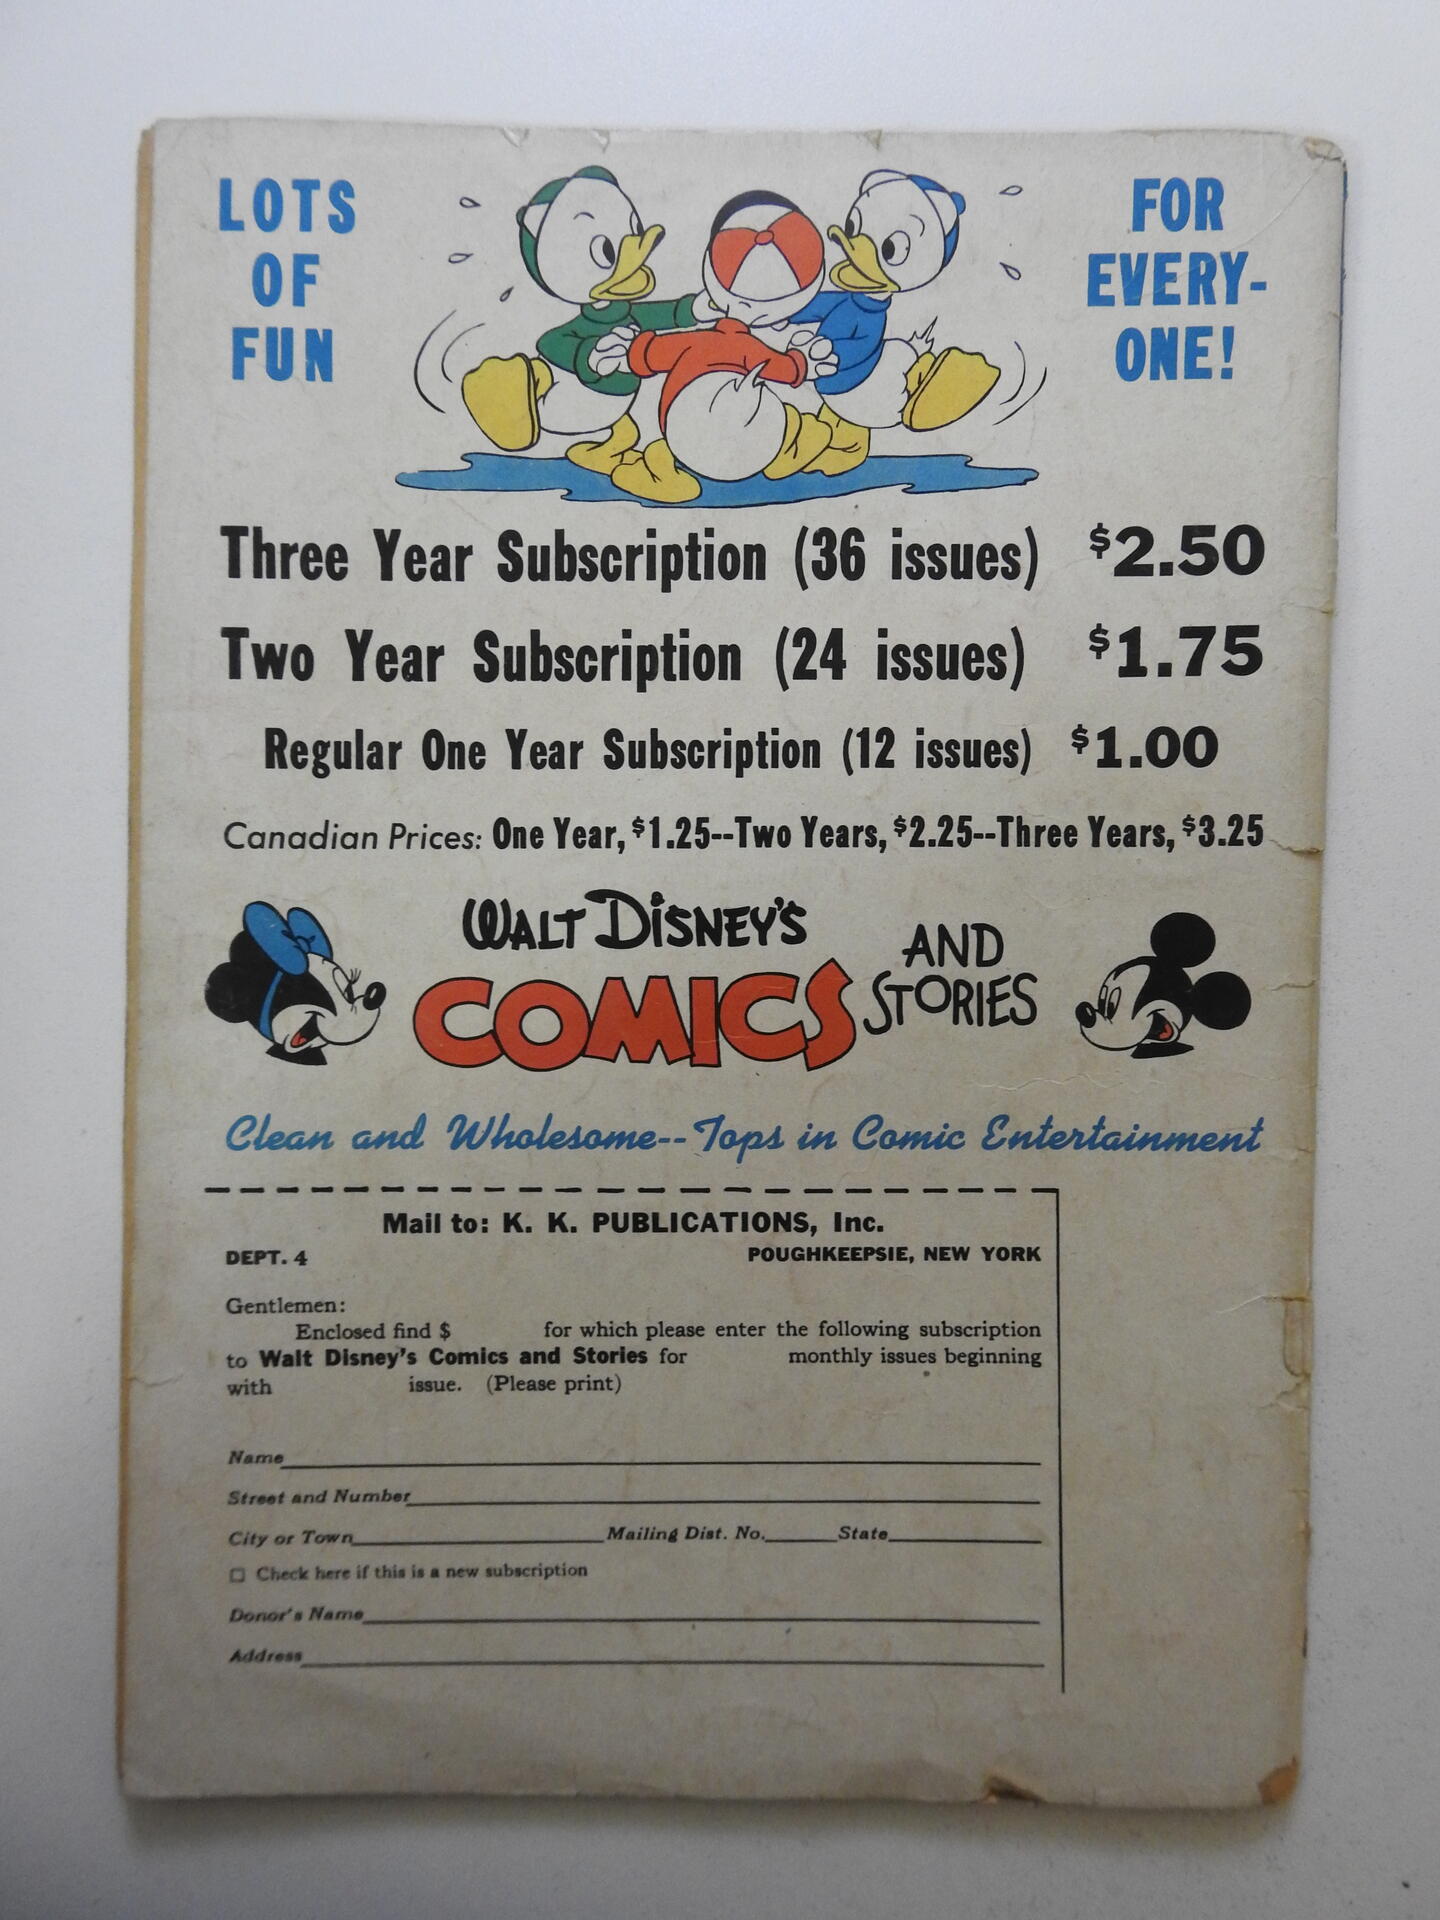 LOTS
OF
FUN
FOR
EVERY-
ONE!
Three Year Subscription (36 issues) $2.50
Two Year Subscription (24 issues) $1.75
Regular One Year Subscription (12 issues) $1.00
Canadian Prices: One Year, $1.25--Two Years, $2.25--Three Years, $3.25
WALT DISNEY'S
COMICS
AND
STORIES
Clean and Wholesome--Tops in Comic Entertainment
Mail to: K. K. PUBLICATIONS, Inc.
DEPT. 4 POUGHKEEPSIE, NEW YORK
Gentlemen:
Enclosed find $ for which please enter the following subscription
to Walt Disney's Comics and Stories for monthly issues beginning
with issue. (Please print)
Name
Street and Number
City or Town Mailing Dist. No. State
☐ Check here if this is a new subscription
Donor's Name
Address